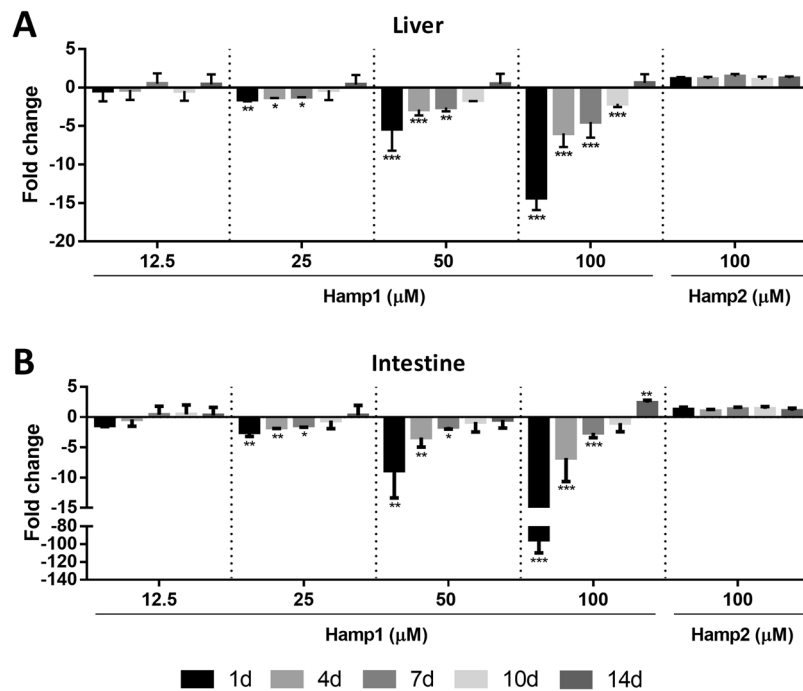 A
Liver
Fold change
5
0
-5
-10
-15
-20
** * *
*** *** **
*** *** *** ***
12.5 25 50 100 100
Hamp1 (μM) Hamp2 (μM)
B
Intestine
Fold change
5
0
-5
-10
-15
-80
-100
-120
-140
** ** *
** ** *
*** *** *** **
12.5 25 50 100 100
Hamp1 (μM) Hamp2 (μM)
1d 4d 7d 10d 14d